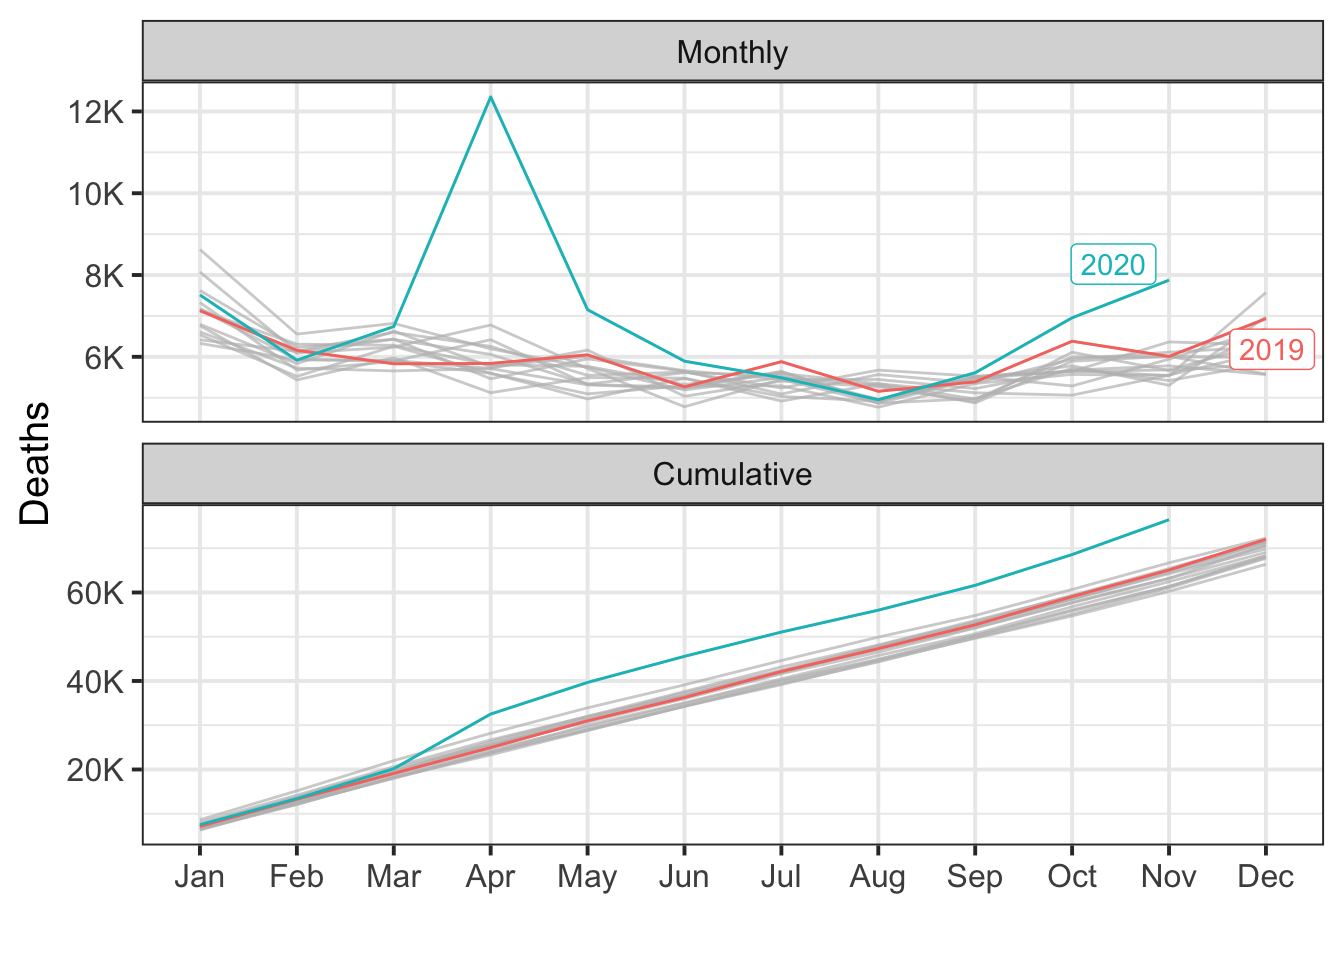 Monthly
12K
10K
8K
6K
2020
2019
Deaths
Cumulative
60K
40K
20K
Jan Feb Mar Apr May Jun Jul Aug Sep Oct Nov Dec